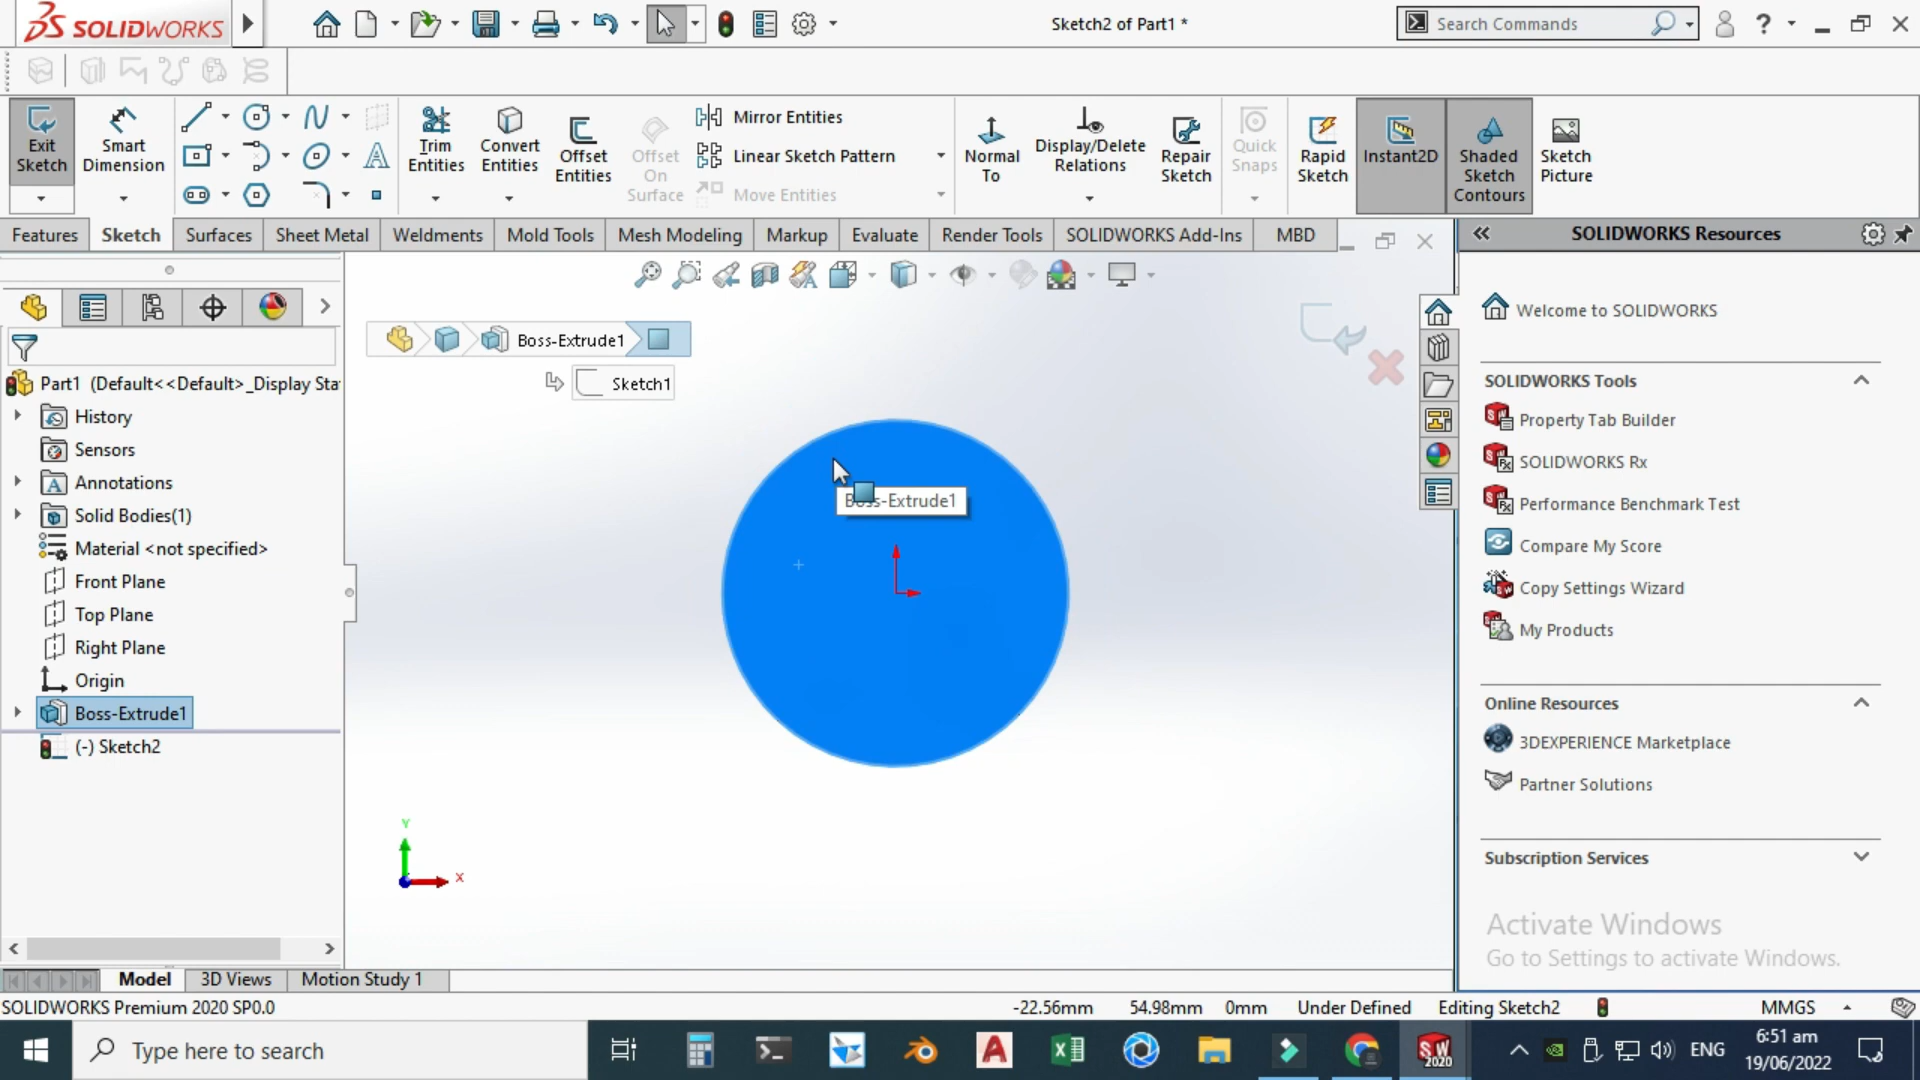 SOLIDWORKS
Sketch2 of Part1 *
Search Commands
Exit Sketch
Smart Dimension
Trim Entities
Convert Entities
Offset Entities
Offset On Surface
Mirror Entities
Linear Sketch Pattern
Move Entities
Normal To
Display/Delete Relations
Repair Sketch
Quick Snaps
Rapid Sketch
Instant2D
Shaded Sketch Contours
Sketch Picture
Features
Sketch
Surfaces
Sheet Metal
Weldments
Mold Tools
Mesh Modeling
Markup
Evaluate
Render Tools
SOLIDWORKS Add-Ins
MBD
SOLIDWORKS Resources
Part1 (Default<<Default>_Display Sta
History
Sensors
Annotations
Solid Bodies(1)
Material <not specified>
Front Plane
Top Plane
Right Plane
Origin
Boss-Extrude1
(-) Sketch2
Boss-Extrude1
Sketch1
Boss-Extrude1
Y
X
Welcome to SOLIDWORKS
SOLIDWORKS Tools
Property Tab Builder
SOLIDWORKS Rx
Performance Benchmark Test
Compare My Score
Copy Settings Wizard
My Products
Online Resources
3DEXPERIENCE Marketplace
Partner Solutions
Subscription Services
Activate Windows
Go to Settings to activate Windows.
Model
3D Views
Motion Study 1
SOLIDWORKS Premium 2020 SP0.0
-22.56mm
54.98mm
0mm
Under Defined
Editing Sketch2
MMGS
Type here to search
SW 2020
ENG
6:51 am
19/06/2022